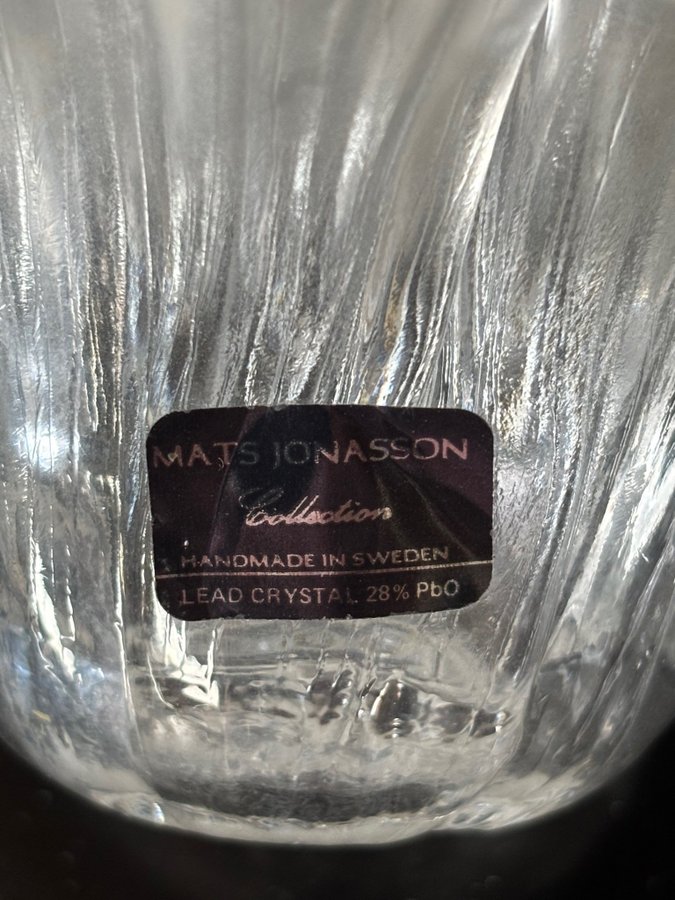 MATS JONASSON
Collection
HANDMADE IN SWEDEN
LEAD CRYSTAL 28% PbO